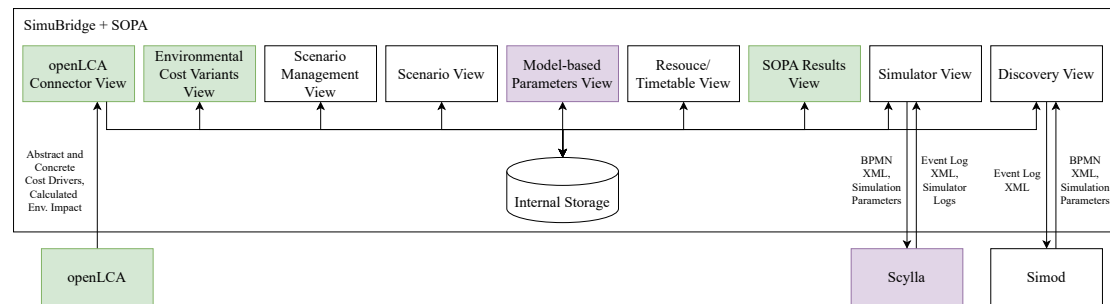 SimuBridge + SOPA
openLCA
Connector View
Environmental
Cost Variants
View
Scenario
Management
View
Scenario View
Model-based
Parameters View
Resouce/
Timetable View
SOPA Results
View
Simulator View
Discovery View
Abstract and
Concrete
Cost Drivers,
Calculated
Env. Impact
Internal Storage
BPMN
XML,
Simulation
Parameters
Event Log
XML,
Simulator
Logs
Event Log
XML
BPMN
XML,
Simulation
Parameters
openLCA
Scylla
Simod